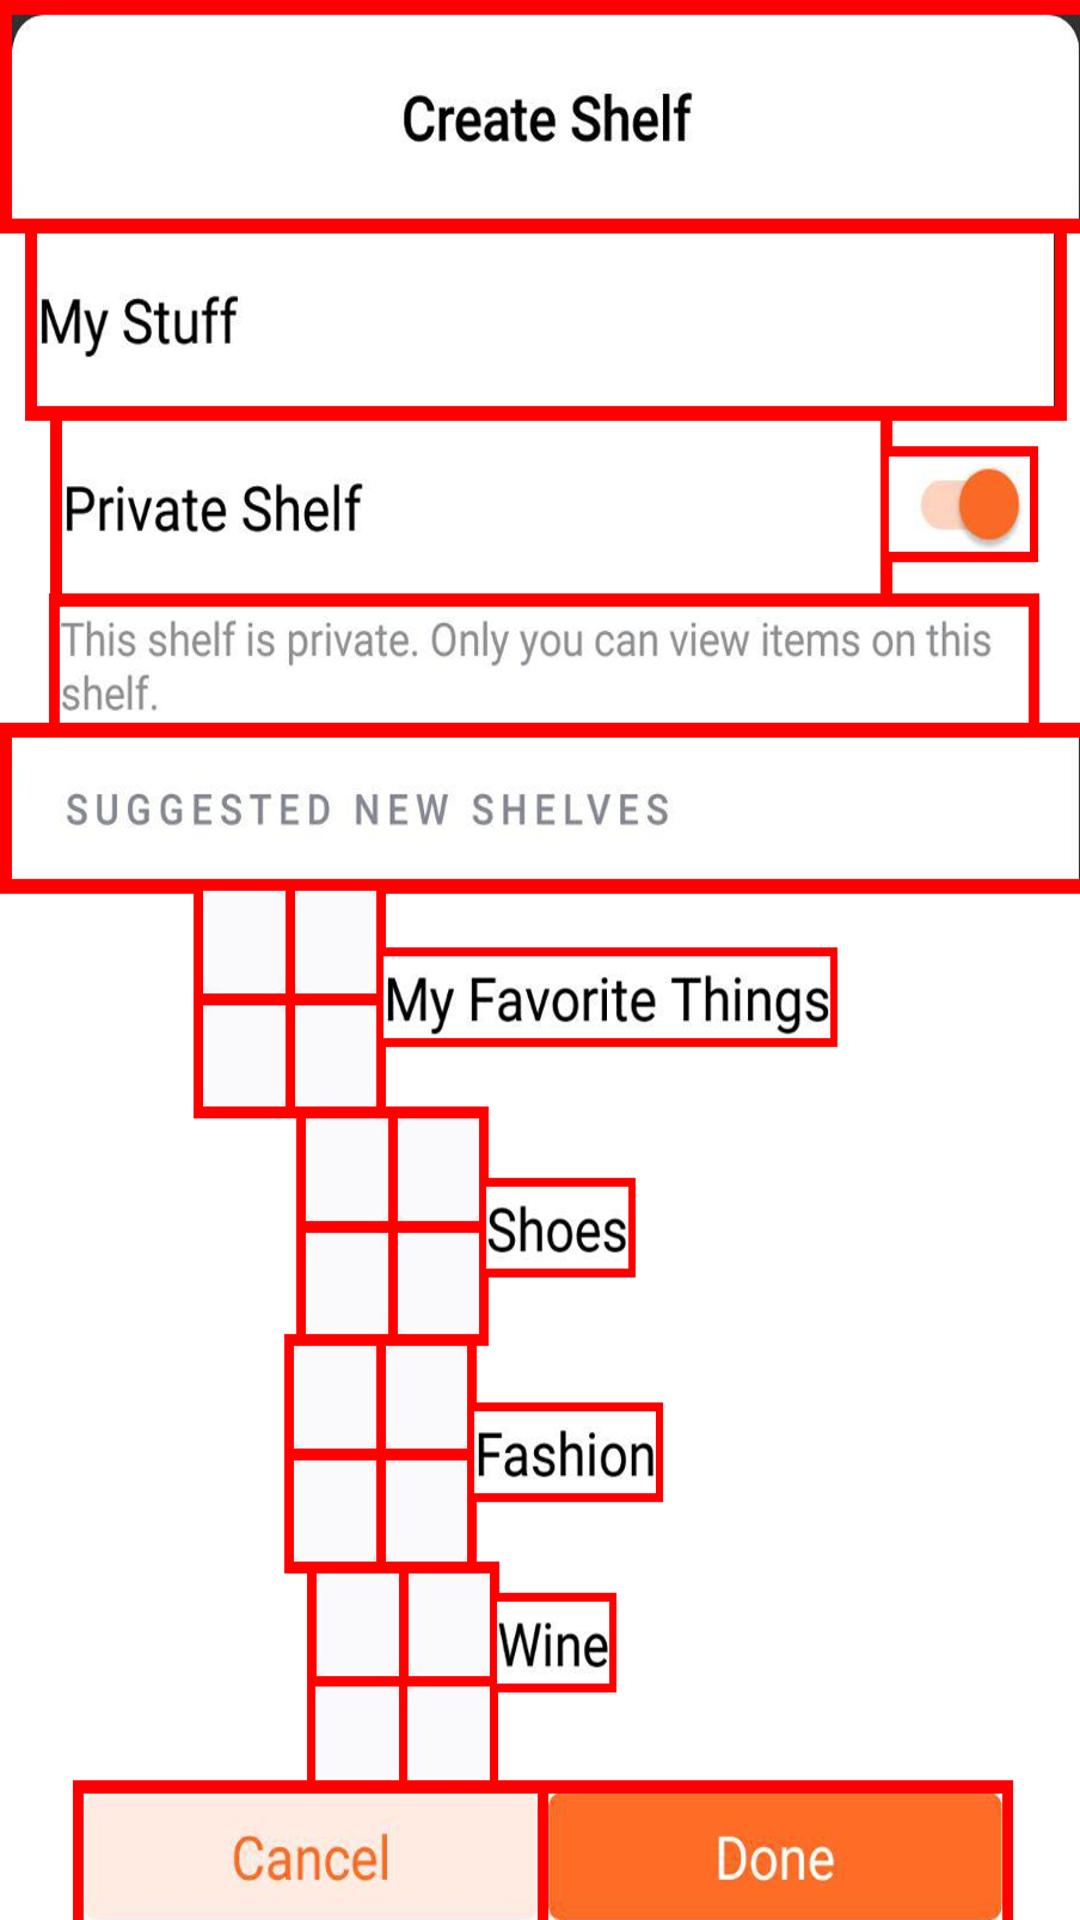 Create Shelf
My Stuff
Private Shelf
This shelf is private. Only you can view items on this
shelf.
SUGGESTED NEW SHELVES
My Favorite Things
Shoes
Fashion
Wine
Cancel
Done